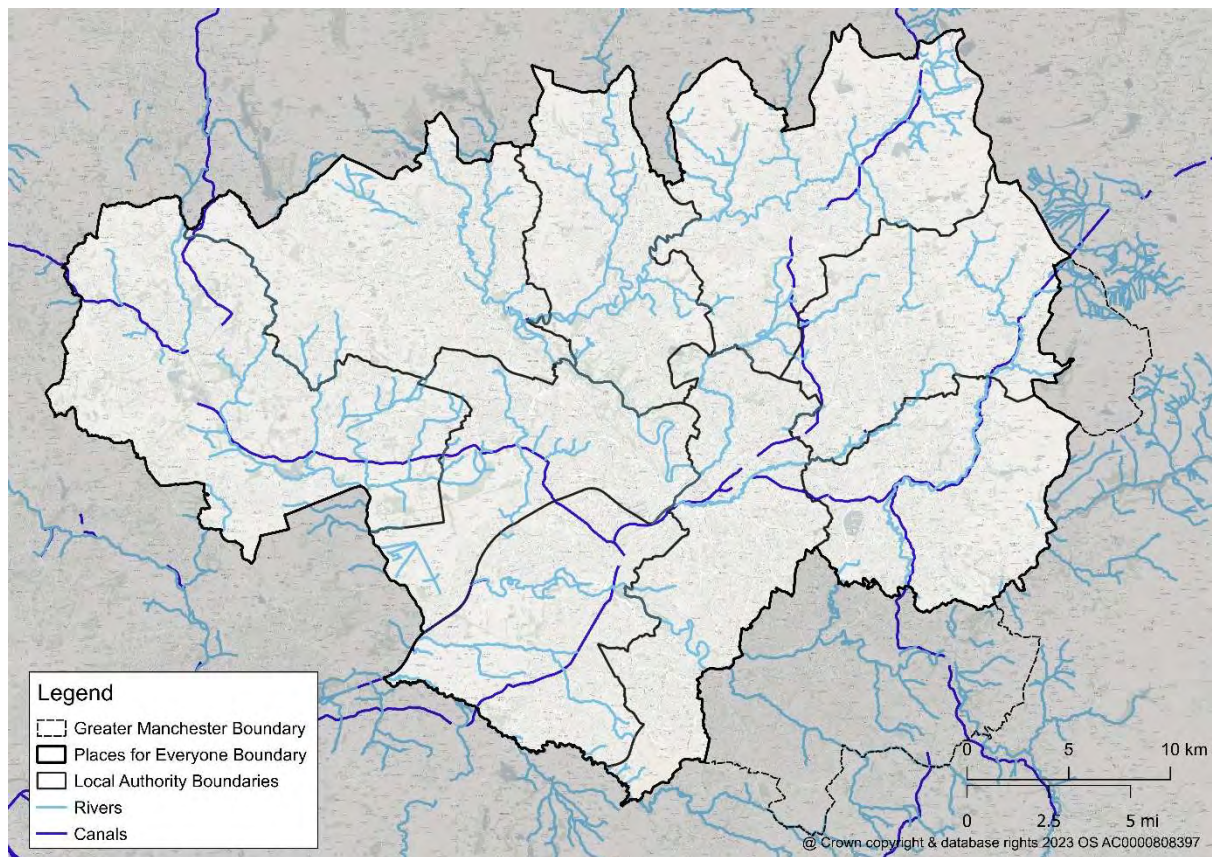 Legend
Greater Manchester Boundary
Places for Everyone Boundary
Local Authority Boundaries
Rivers
Canals
0 5 10 km
0 2.5 5 mi
@ Crown copyright & database rights 2023 OS AC0000808397